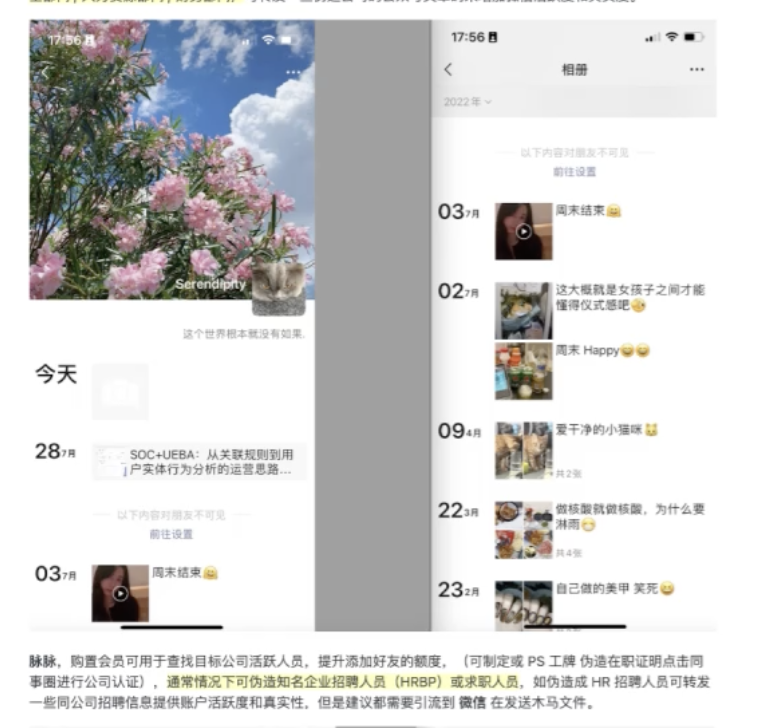 17:56
Serendipity
这个世界根本就没有如果.
今天
28 7月
SOC+UEBA：从关联规则到用
户实体行为分析的运营思路...
以下内容对朋友不可见
前往设置
03 7月
周末结束
17:56
相册
2022年
以下内容对朋友不可见
前往设置
03 7月
周末结束
02 7月
这大概就是女孩子之间才能
懂得仪式感吧
周末 Happy
09 4月
爱干净的小猫咪
共2张
22 3月
做核酸就做核酸，为什么要
淋雨
共4张
23 2月
自己做的美甲 笑死
脉脉，购置会员可用于查找目标公司活跃人员，提升添加好友的额度，（可制定或 PS 工牌 伪造在职证明点击同
事圈进行公司认证），通常情况下可伪造知名企业招聘人员（HRBP）或求职人员，如伪造成 HR 招聘人员可转发
一些同公司招聘信息提供账户活跃度和真实性，但是建议都需要引流到 微信 在发送木马文件。